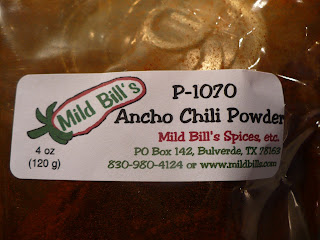 Mild Bill's
P-1070
Ancho Chili Powder
Mild Bill's Spices, etc.
PO Box 142, Bulverde, TX 78163
830-980-4124 or www.mildbills.com
4 oz
(120 g)